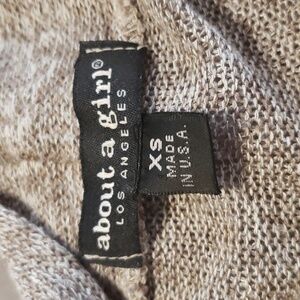 about a girl®
LOS ANGELES
XS
MADE
IN U.S.A.